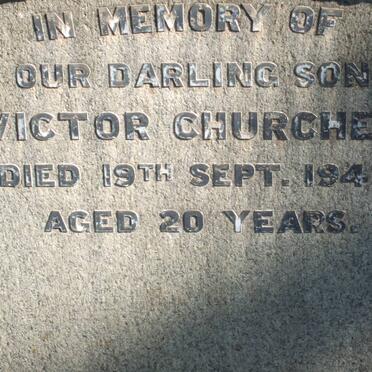 IN MEMORY OF
OUR DARLING SON
VICTOR CHURCHE
DIED 19TH SEPT. 194
AGED 20 YEARS.